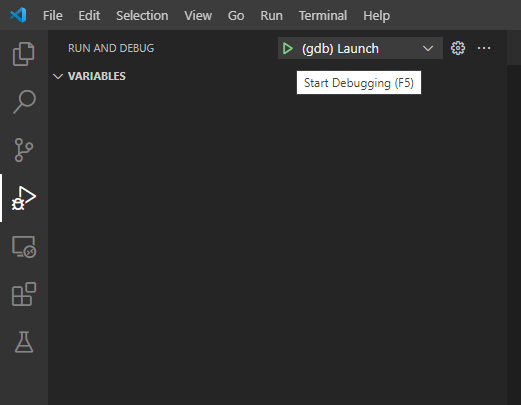 File Edit Selection View Go Run Terminal Help
RUN AND DEBUG (gdb) Launch
VARIABLES
Start Debugging (F5)